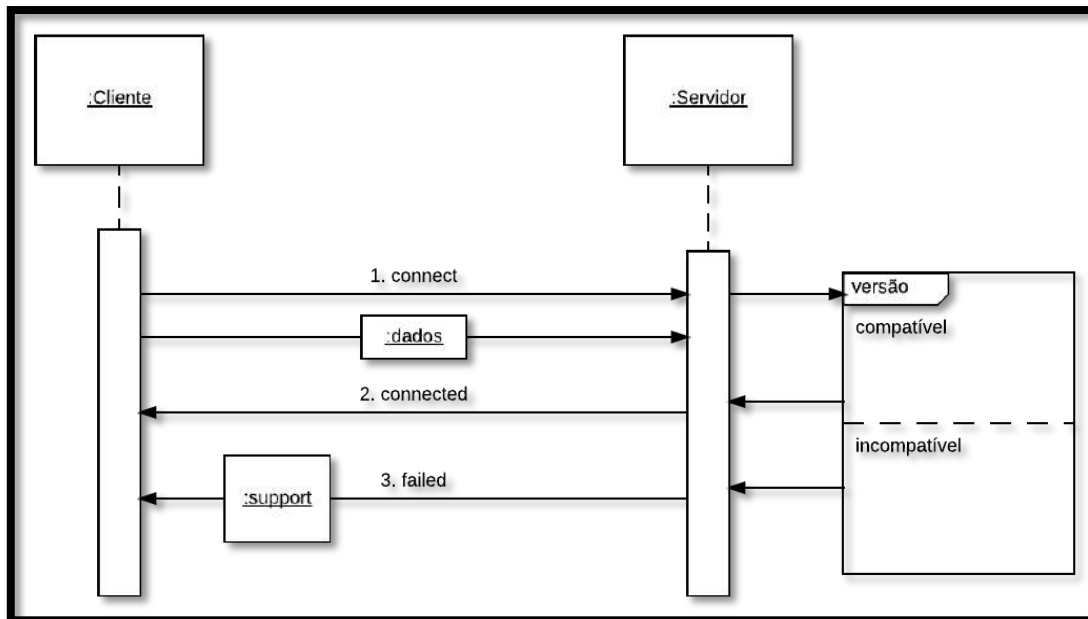 :Cliente
:Servidor
1. connect
versão
:dados
compatível
2. connected
incompatível
3. failed
:support